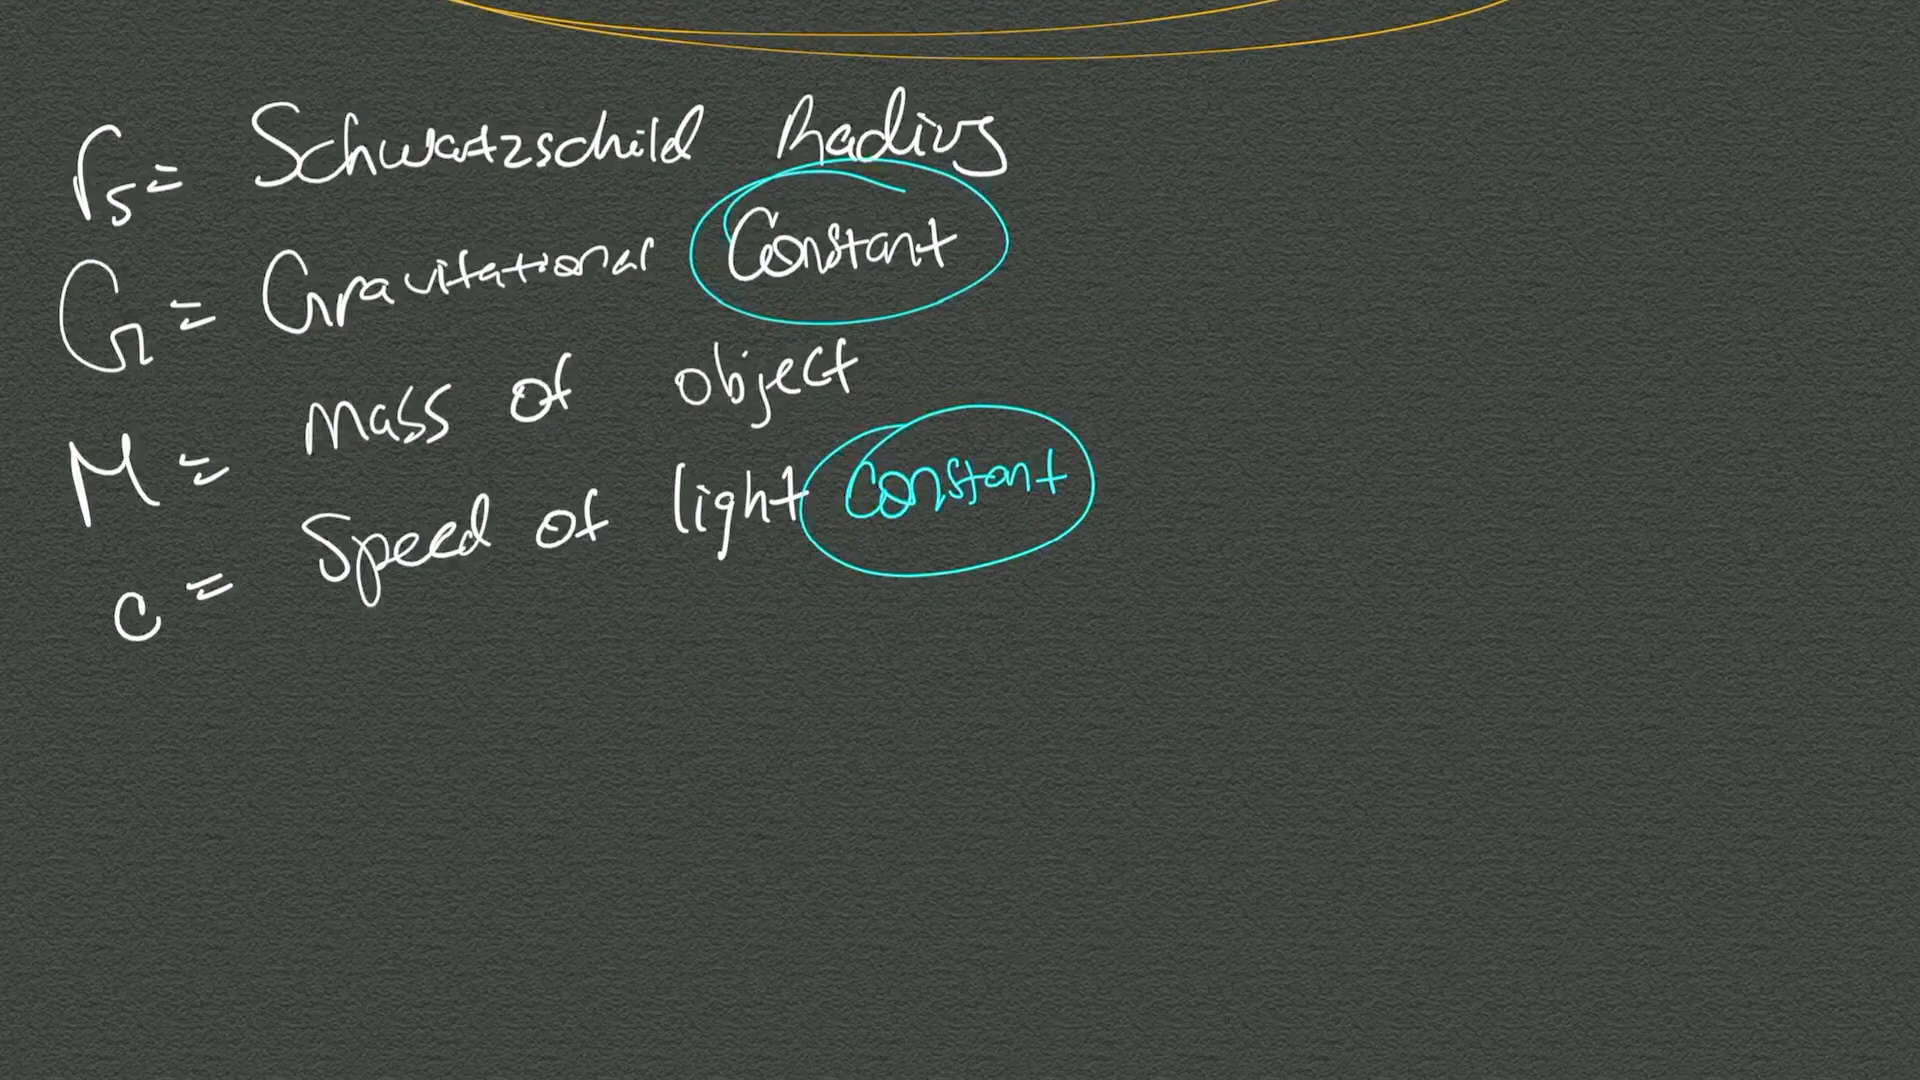 rs = Schwatzschild Radius
G = Gravitational Constant
M = mass of object
c = Speed of light Constant